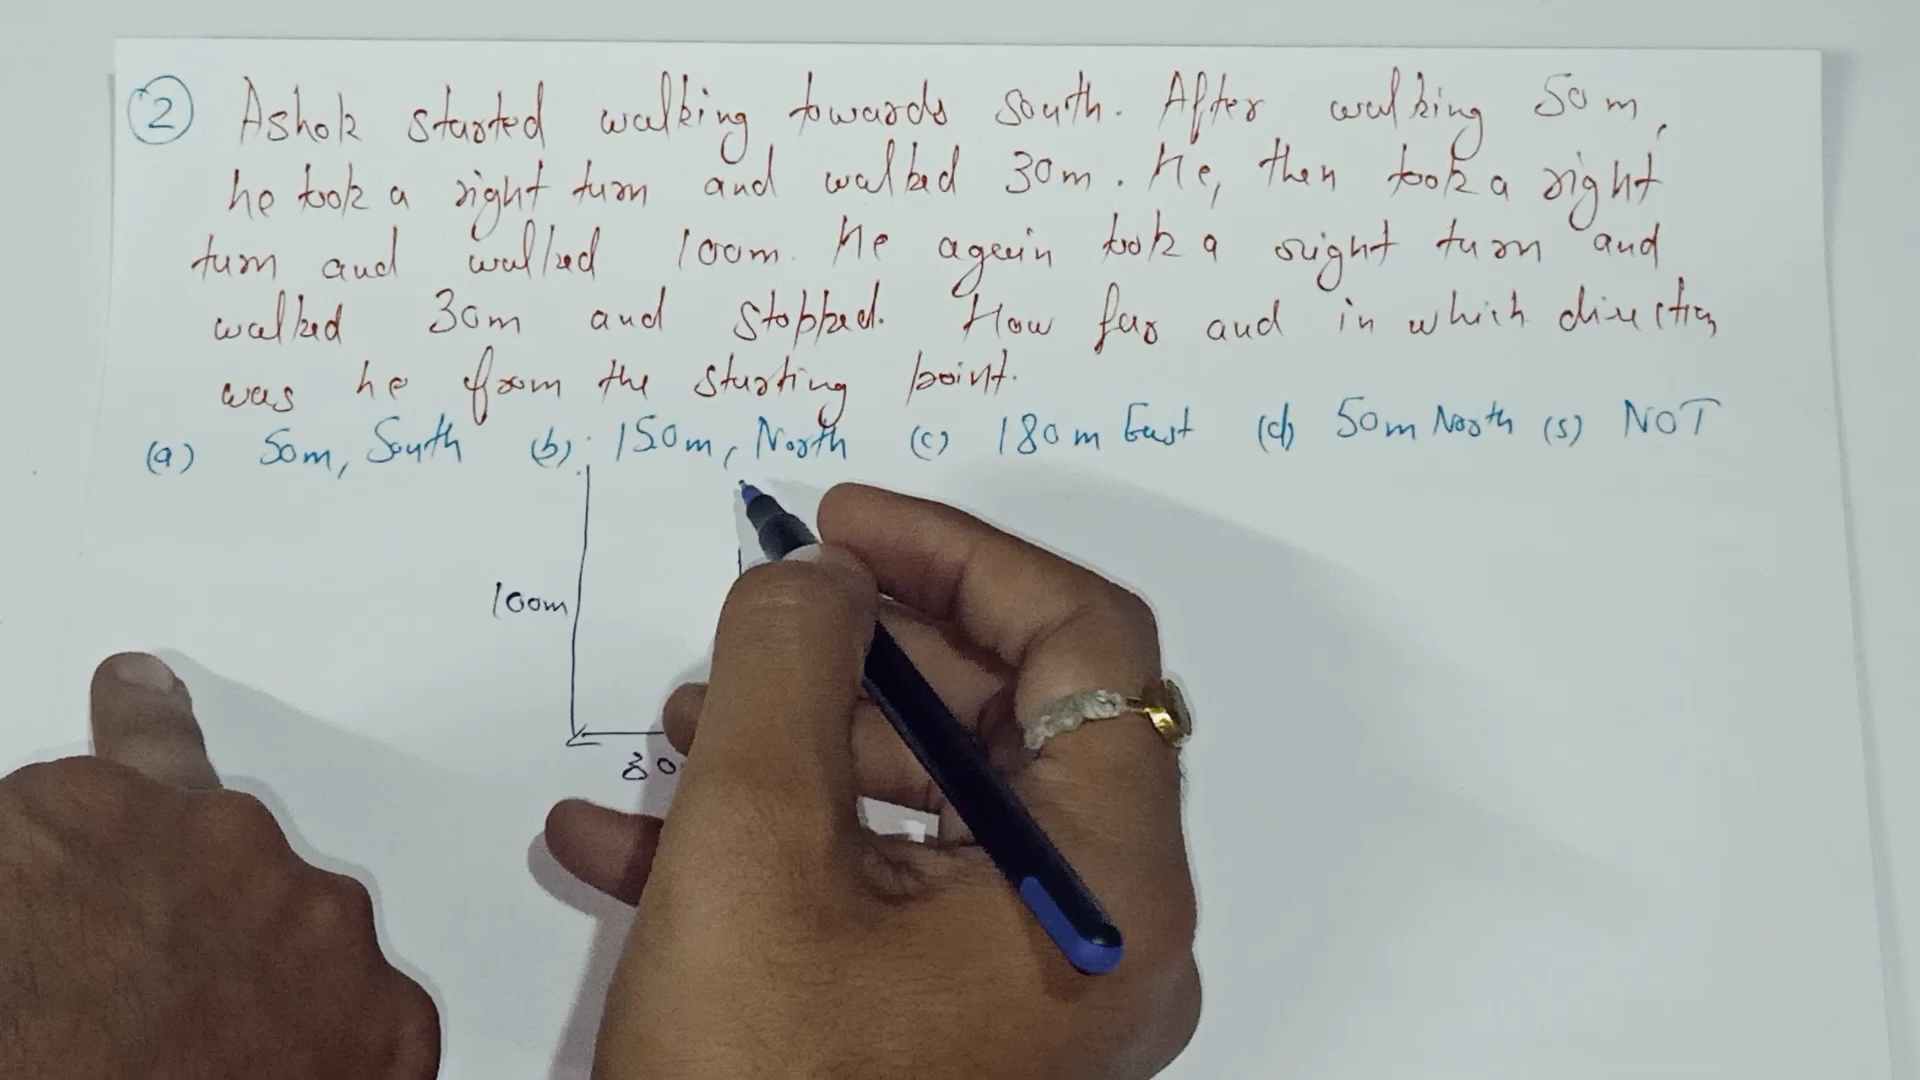 2 Ashok started walking towards south. After walking 50m,
he took a right turn and walked 30m. He, then took a right
turn and walked 100m. He again took a right turn and
walked 30m and stopped. How far and in which direction
was he from the starting point.
(a) 50m, South (b) 150m, North (c) 180m East (d) 50m North (s) NOT
100m
30